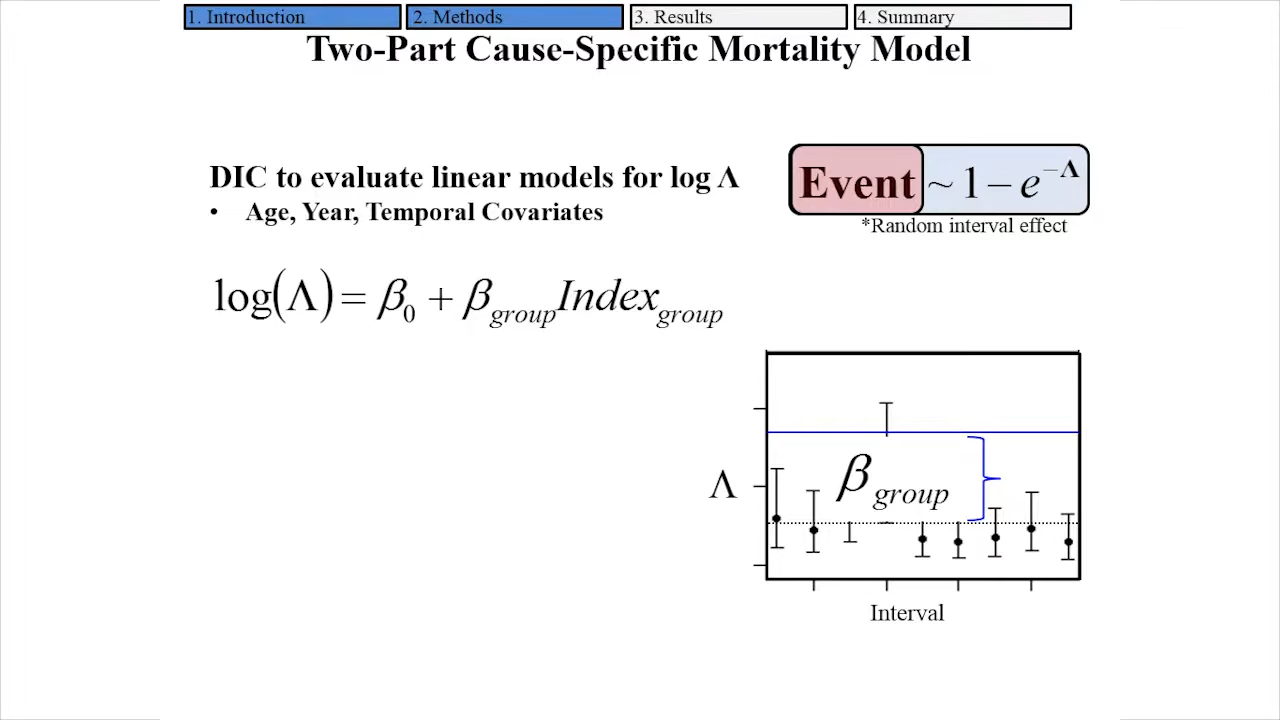 1. Introduction 2. Methods 3. Results 4. Summary
Two-Part Cause-Specific Mortality Model
DIC to evaluate linear models for log Λ
• Age, Year, Temporal Covariates
Event ~ 1 − e^−Λ
*Random interval effect
log(Λ) = β0 + βgroup Indexgroup
βgroup
Λ
Interval